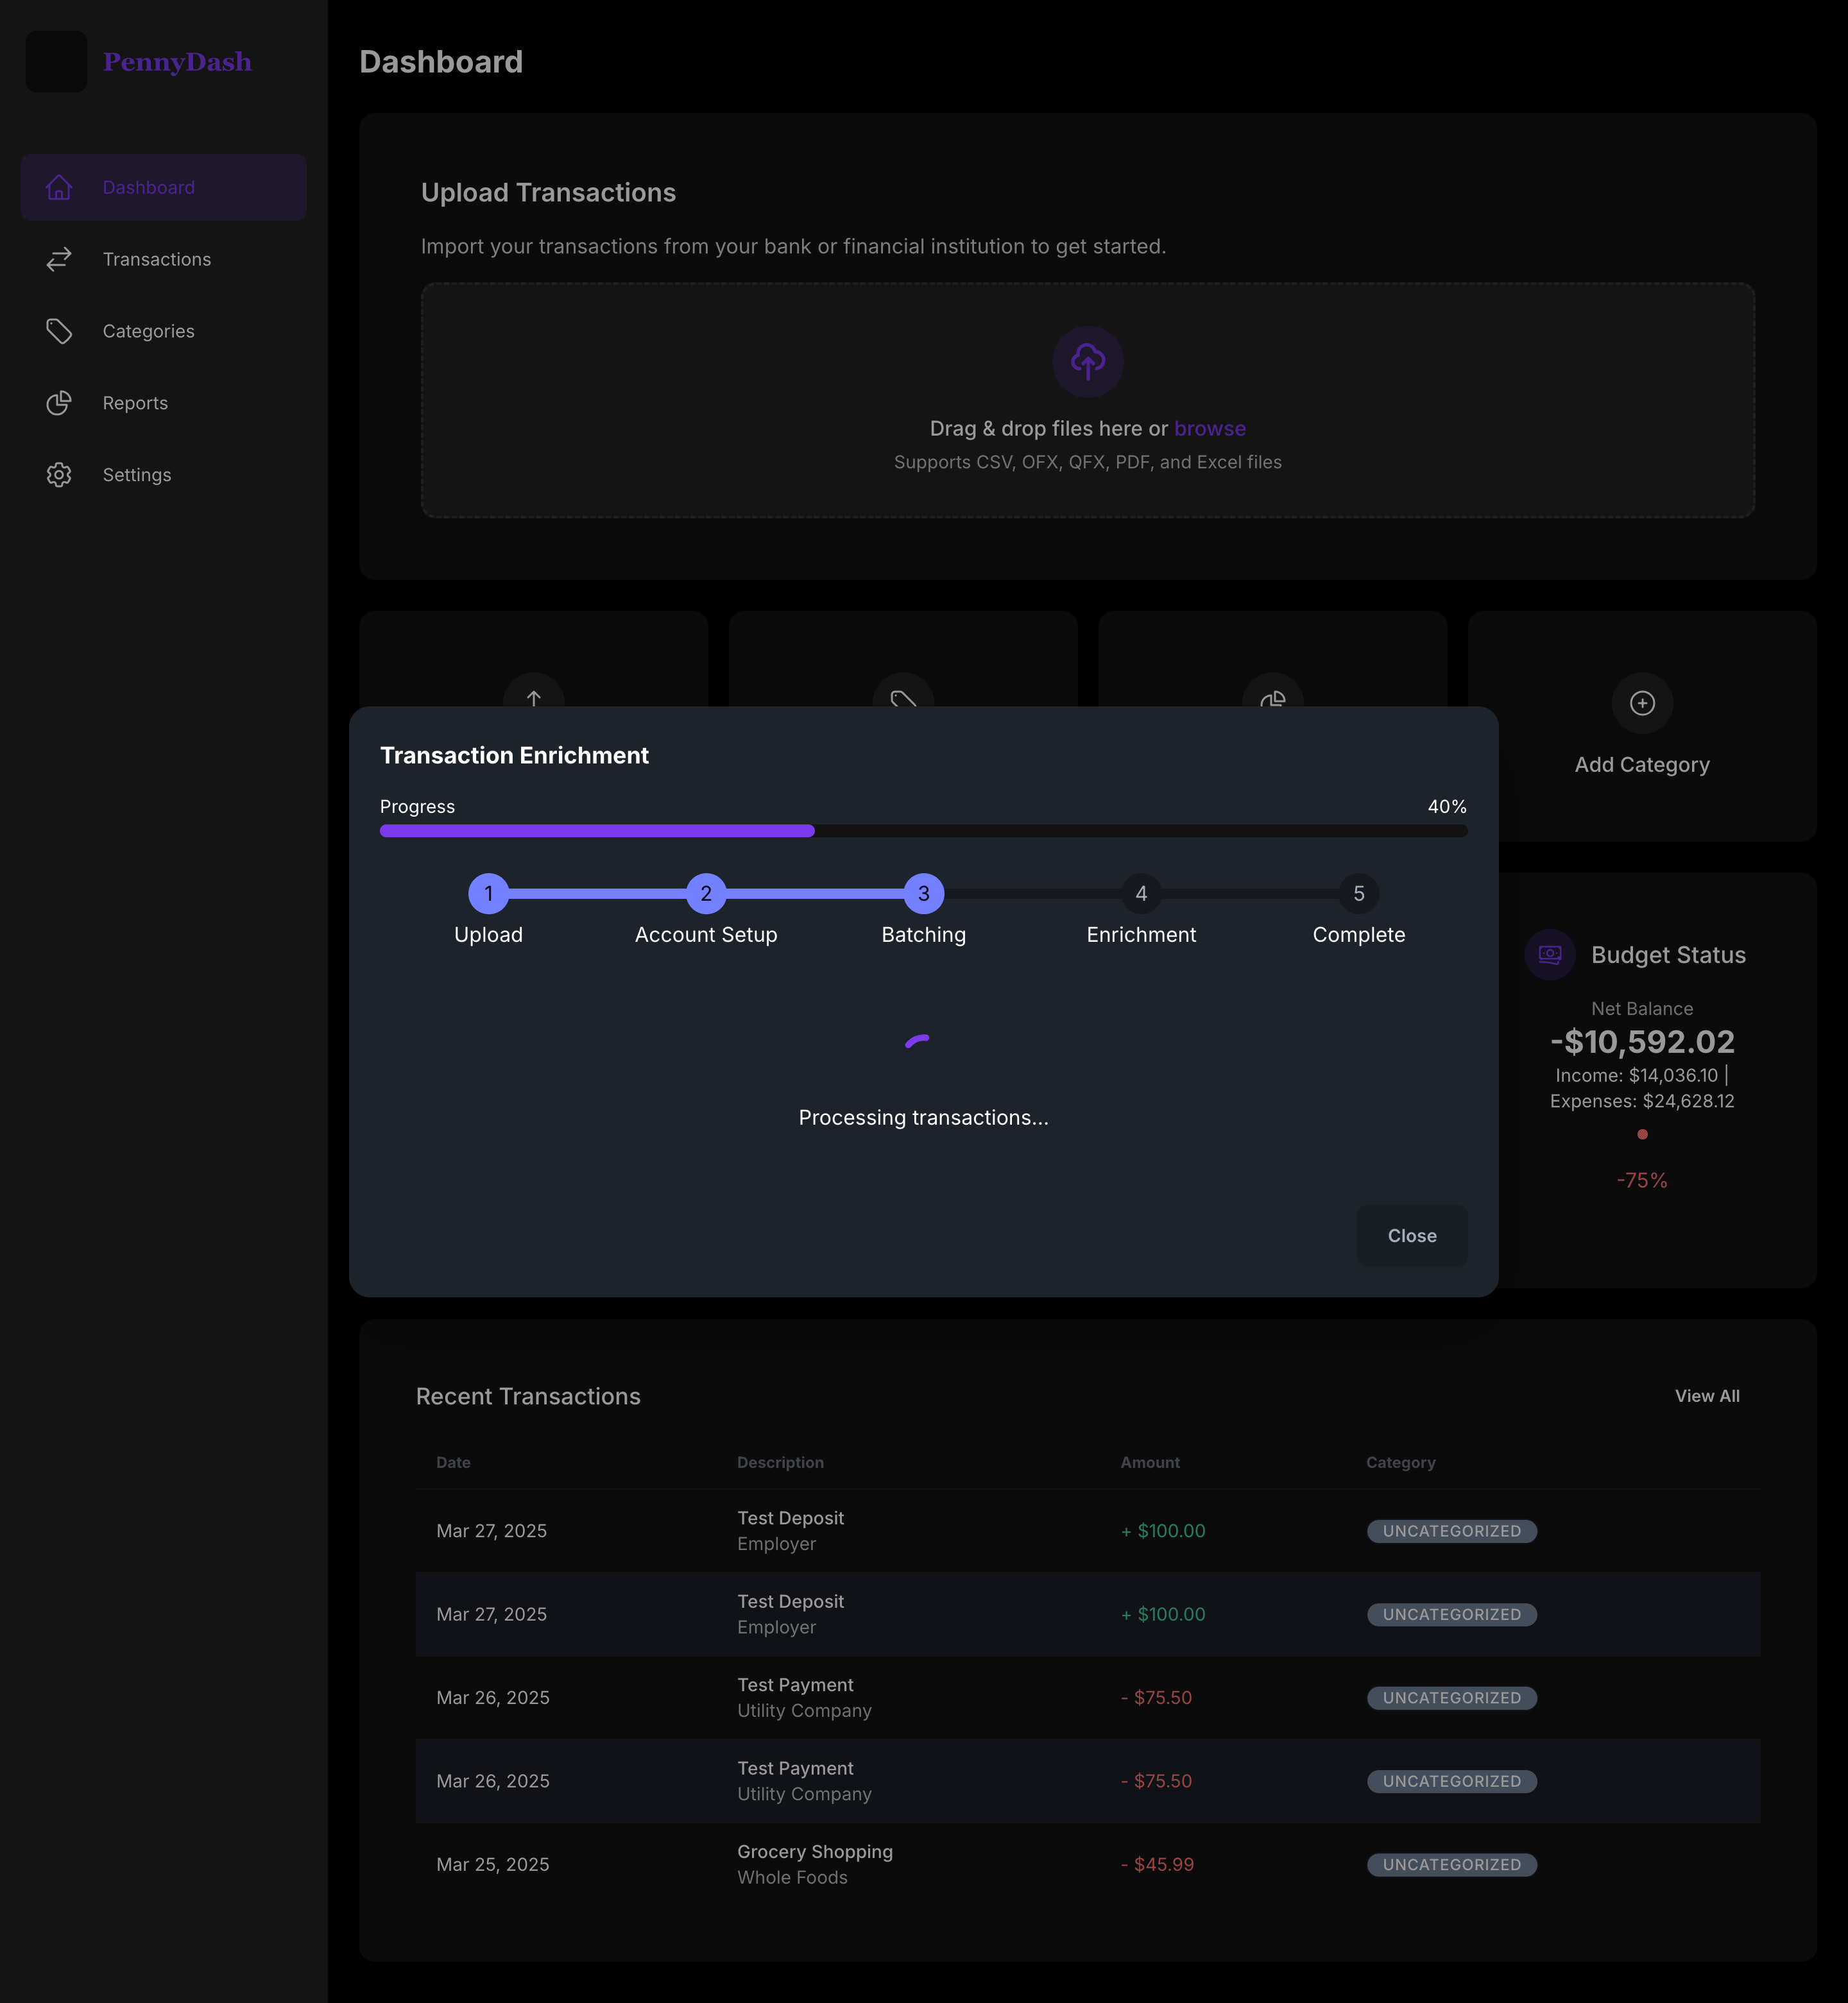 PennyDash
Dashboard
Transactions
Categories
Reports
Settings
Dashboard
Upload Transactions
Import your transactions from your bank or financial institution to get started.
Drag & drop files here or browse
Supports CSV, OFX, QFX, PDF, and Excel files
Add Category
Transaction Enrichment
Progress 40%
1 2 3 4 5
Upload Account Setup Batching Enrichment Complete
Processing transactions...
Close
Budget Status
Net Balance
-$10,592.02
Income: $14,036.10 |
Expenses: $24,628.12
-75%
Recent Transactions View All
Date Description Amount Category
Mar 27, 2025 Test Deposit + $100.00 UNCATEGORIZED
Employer
Mar 27, 2025 Test Deposit + $100.00 UNCATEGORIZED
Employer
Mar 26, 2025 Test Payment - $75.50 UNCATEGORIZED
Utility Company
Mar 26, 2025 Test Payment - $75.50 UNCATEGORIZED
Utility Company
Mar 25, 2025 Grocery Shopping - $45.99 UNCATEGORIZED
Whole Foods